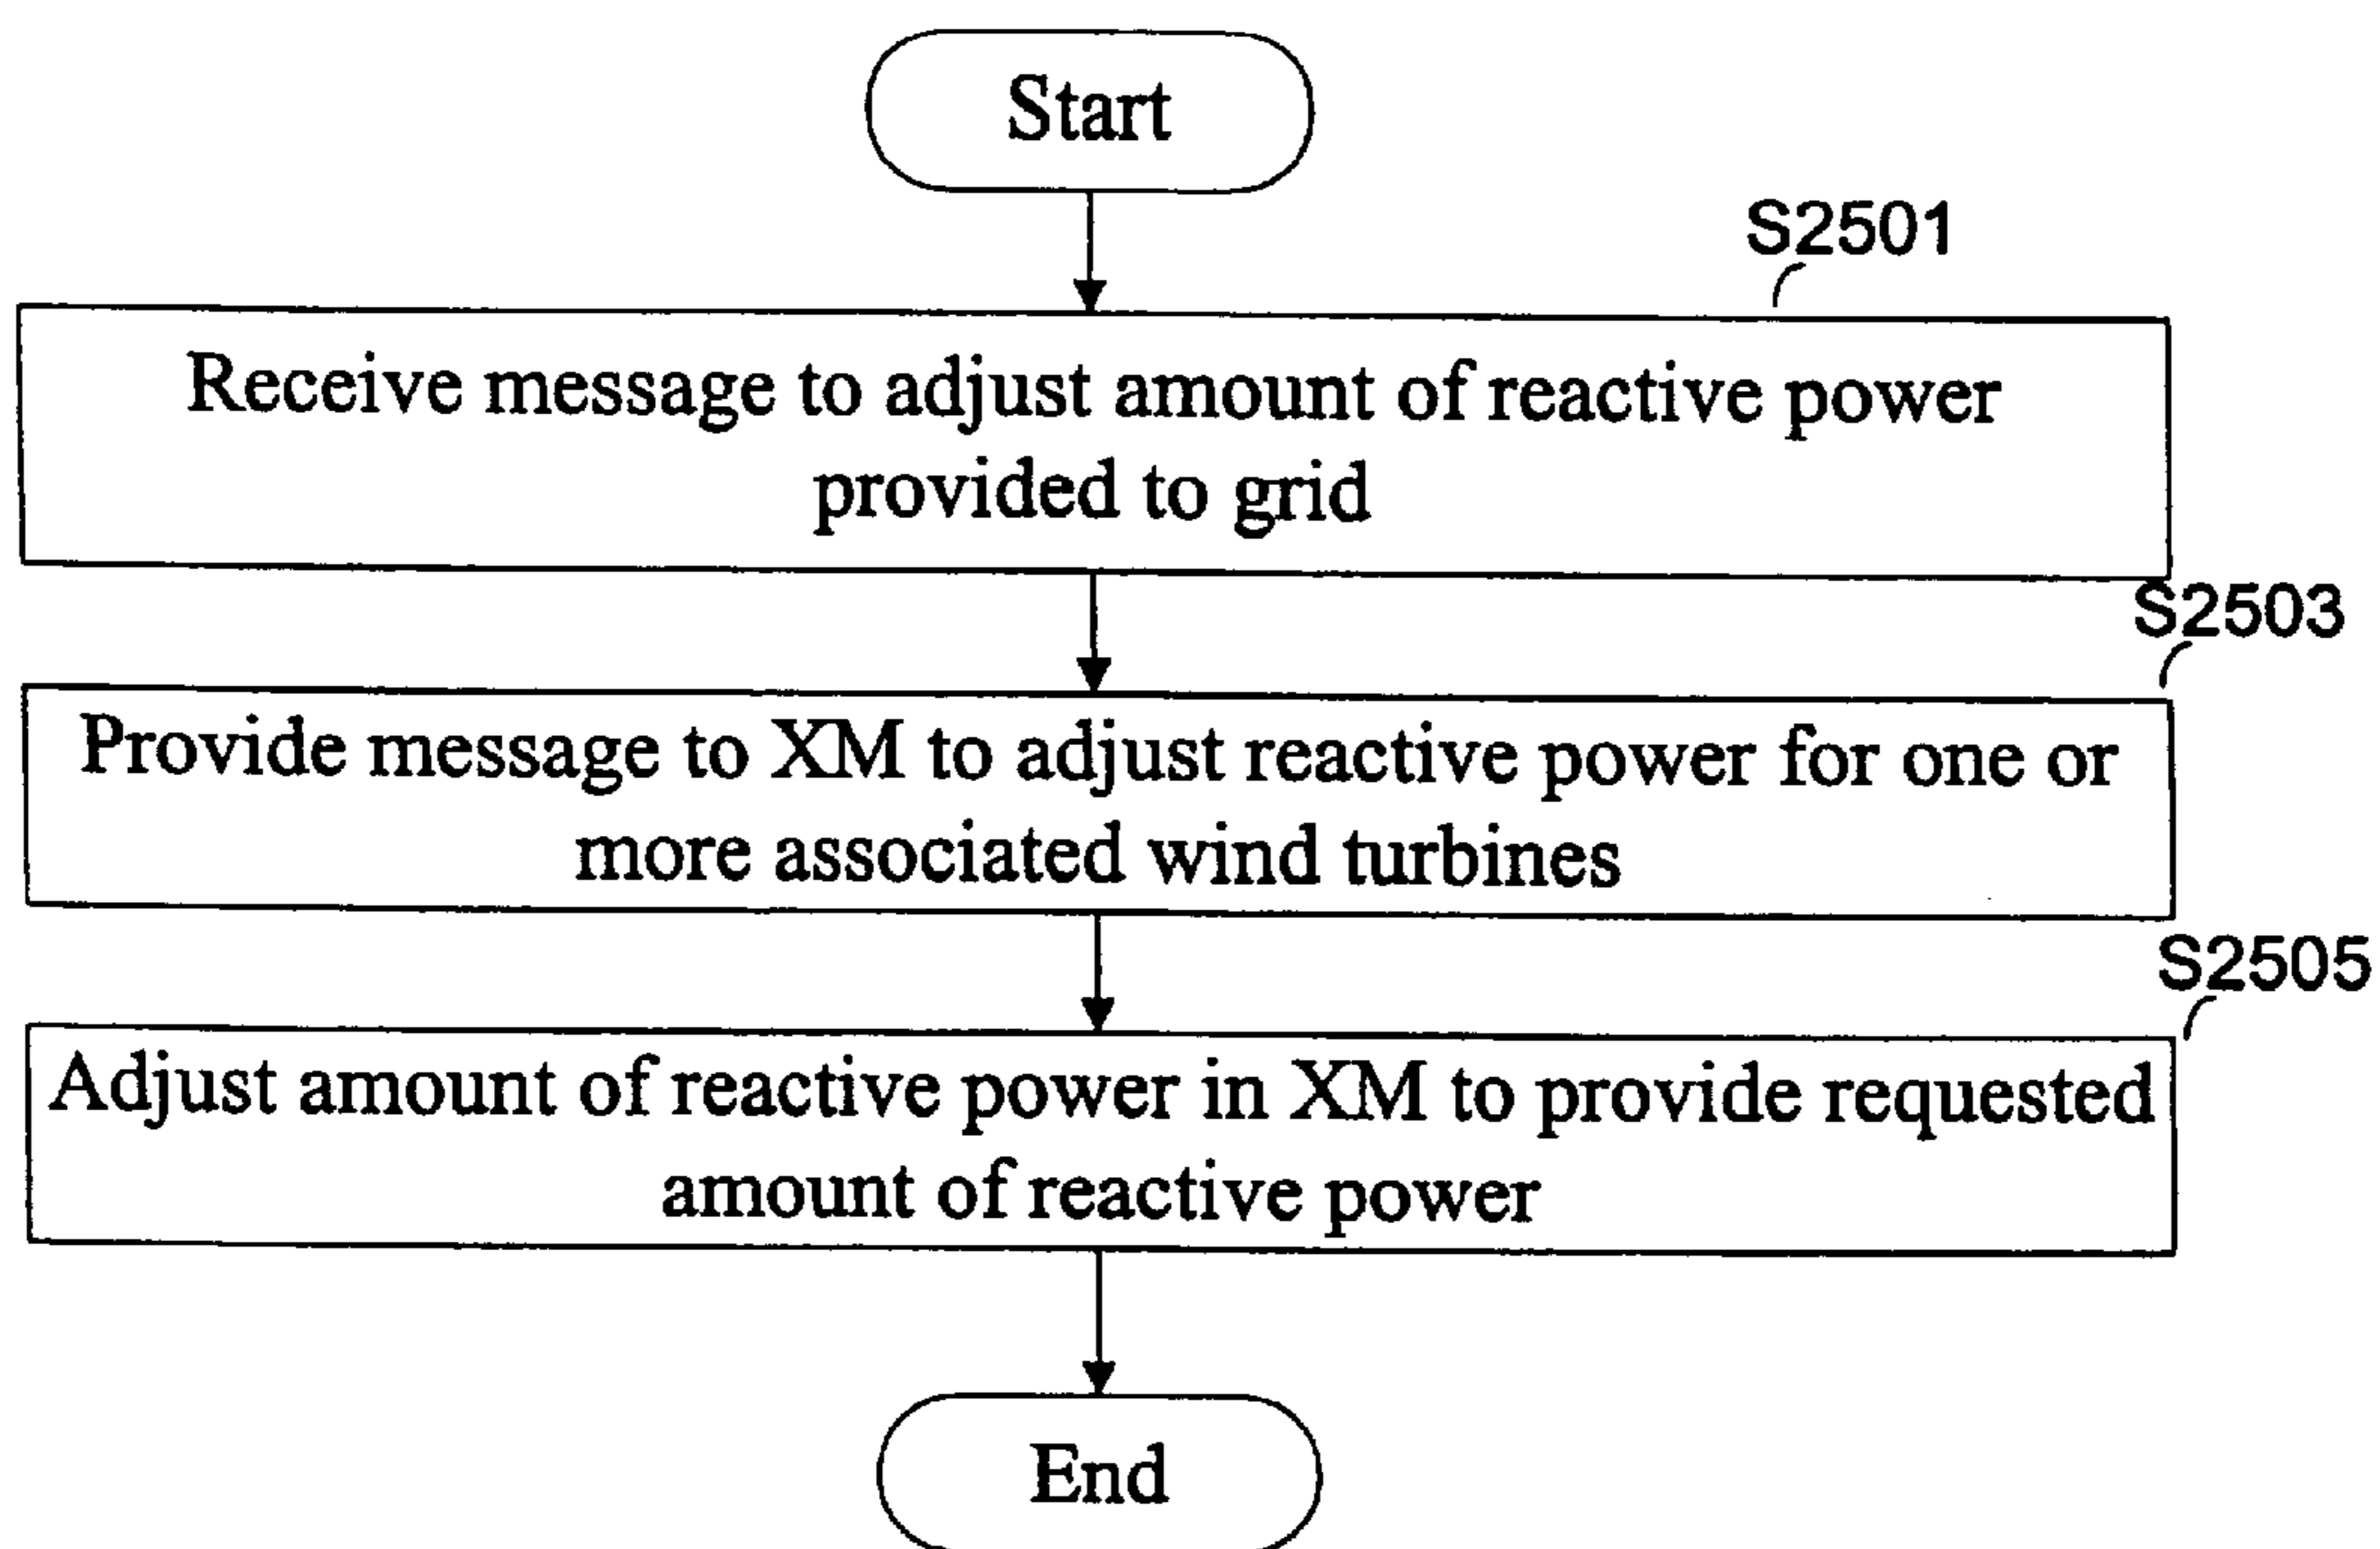 Start
S2501
Receive message to adjust amount of reactive power
provided to grid
S2503
Provide message to XM to adjust reactive power for one or
more associated wind turbines
S2505
Adjust amount of reactive power in XM to provide requested
amount of reactive power
End